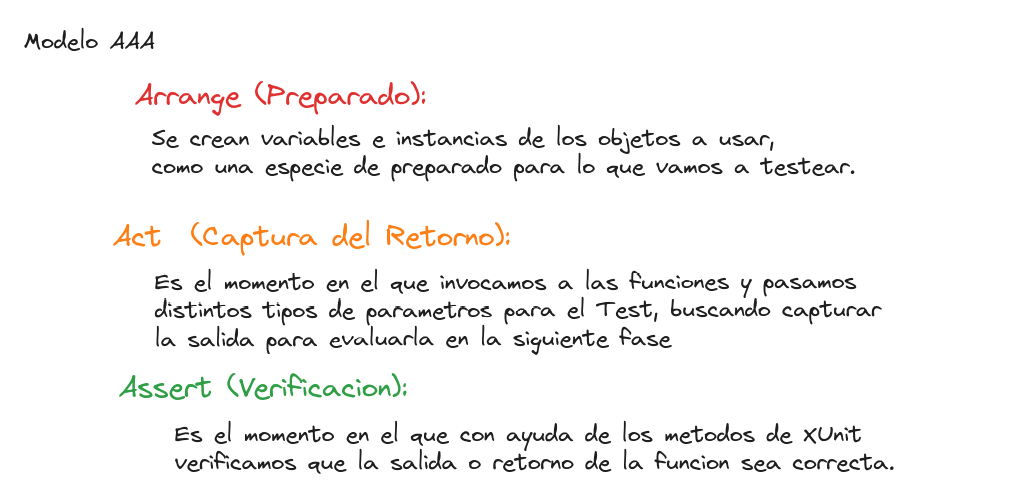 Modelo AAA
Arrange (Preparado):
Se crean variables e instancias de los objetos a usar,
como una especie de preparado para lo que vamos a testear.
Act (Captura del Retorno):
Es el momento en el que invocamos a las funciones y pasamos
distintos tipos de parametros para el Test, buscando capturar
la salida para evaluarla en la siguiente fase
Assert (Verificacion):
Es el momento en el que con ayuda de los metodos de XUnit
verificamos que la salida o retorno de la funcion sea correcta.